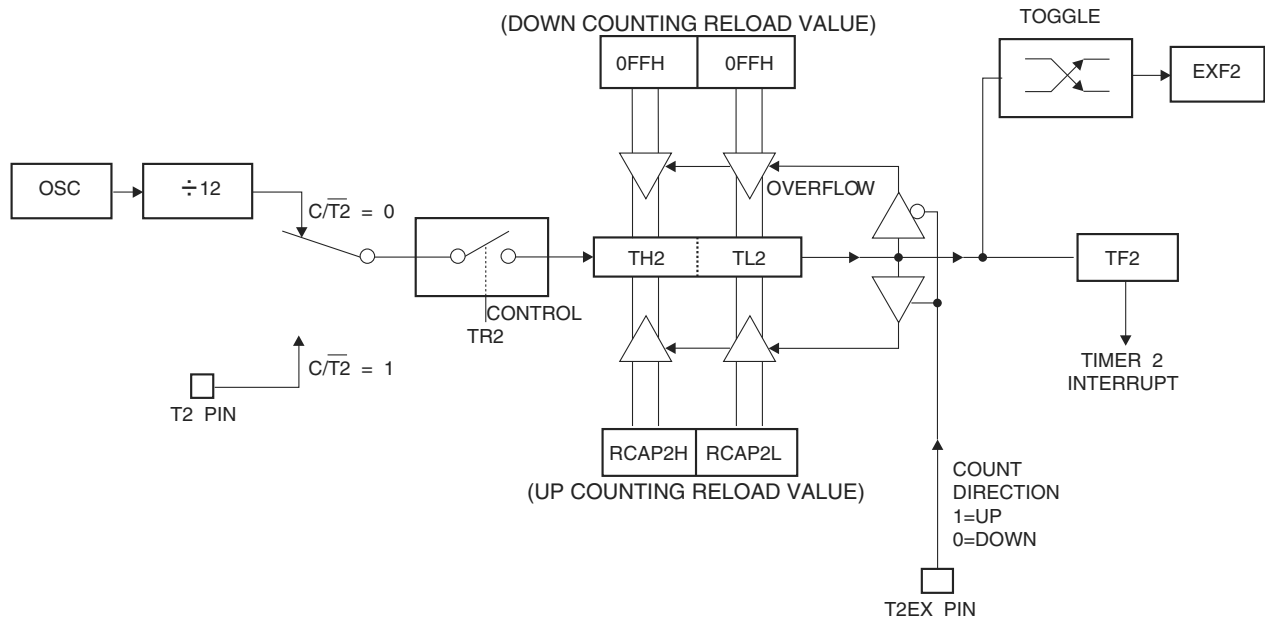 (DOWN COUNTING RELOAD VALUE)
TOGGLE
0FFH
0FFH
EXF2
OSC
÷12
OVERFLOW
C/T2̅ = 0
TH2
TL2
TF2
CONTROL
TR2
C/T2̅ = 1
TIMER 2
INTERRUPT
T2 PIN
RCAP2H
RCAP2L
(UP COUNTING RELOAD VALUE)
COUNT
DIRECTION
1=UP
0=DOWN
T2EX PIN